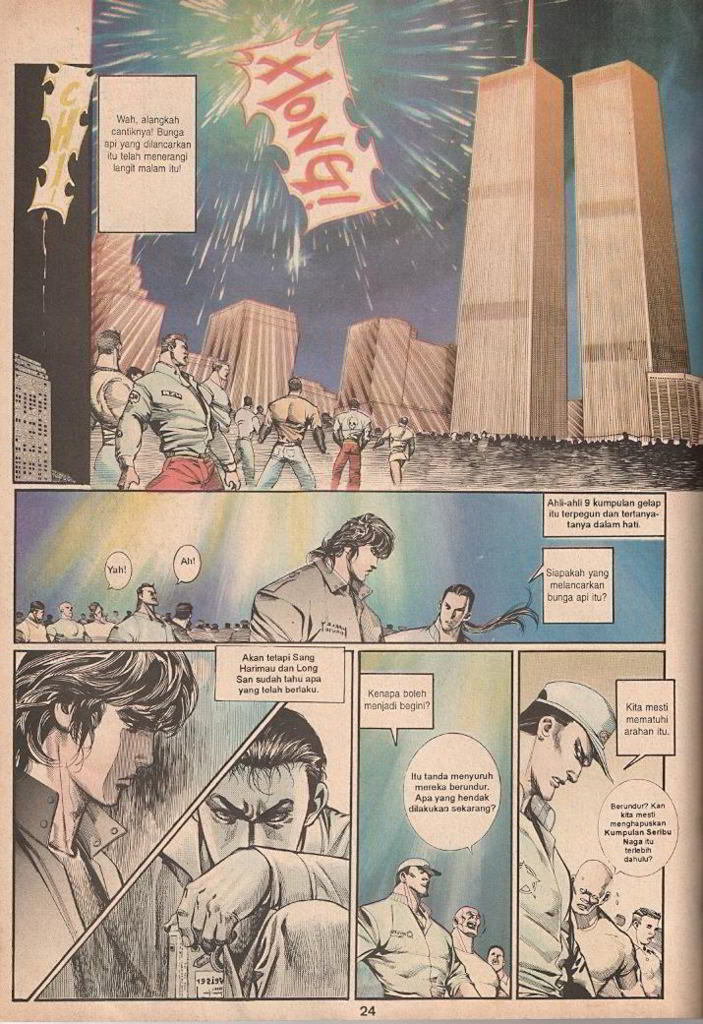 CHI!
Wah, alangkah
cantiknya! Bunga
api yang dilancarkan
itu telah menerangi
langit malam itu!
XIONG!
Ahli-ahli 9 kumpulan gelap
itu terpegun dan tertanya-
tanya dalam hati.
Yah!
Ah!
Siapakah yang
melancarkan
bunga api itu?
Akan tetapi Sang
Harimau dan Long
San sudah tahu apa
yang telah berlaku.
Kenapa boleh
menjadi begini?
Itu tanda menyuruh
mereka berundur.
Apa yang hendak
dilakukan sekarang?
Kita mesti
mematuhi
arahan itu.
Berundur? Kan
kita mesti
menghapuskan
Kumpulan Seribu
Naga itu
terlebih
dahulu?
24